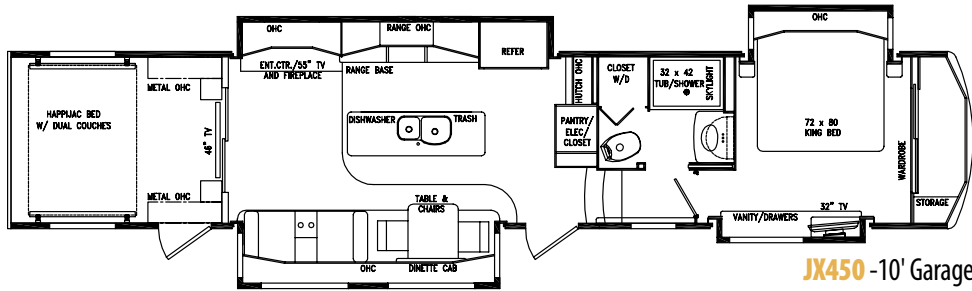 HAPPIJAC BED
W/ DUAL COUCHES
METAL OHC
46" TV
METAL OHC
OHC
ENT.CTR./55" TV
AND FIREPLACE
RANGE OHC
RANGE BASE
REFER
DISHWASHER
TRASH
TABLE &
CHAIRS
OHC
DINETTE CAB
HUTCH OHC
PANTRY/
ELEC/
CLOSET
CLOSET
W/D
32 x 42
TUB/SHOWER
SKYLIGHT
OHC
72 x 80
KING BED
WARDROBE
STORAGE
32" TV
VANITY/DRAWERS
JX450 -10' Garage